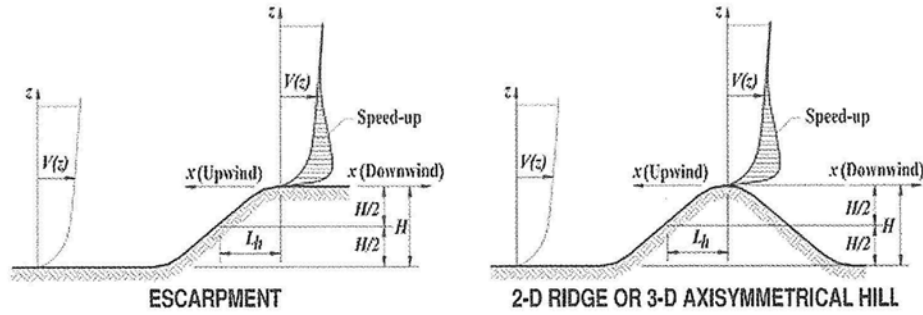 z
z
V(z)
V(z)
Speed-up
x (Upwind)
x (Downwind)
H/2
H
H/2
L_h
ESCARPMENT
z
z
V(z)
V(z)
Speed-up
x (Upwind)
x (Downwind)
H/2
H
H/2
L_h
2-D RIDGE OR 3-D AXISYMMETRICAL HILL